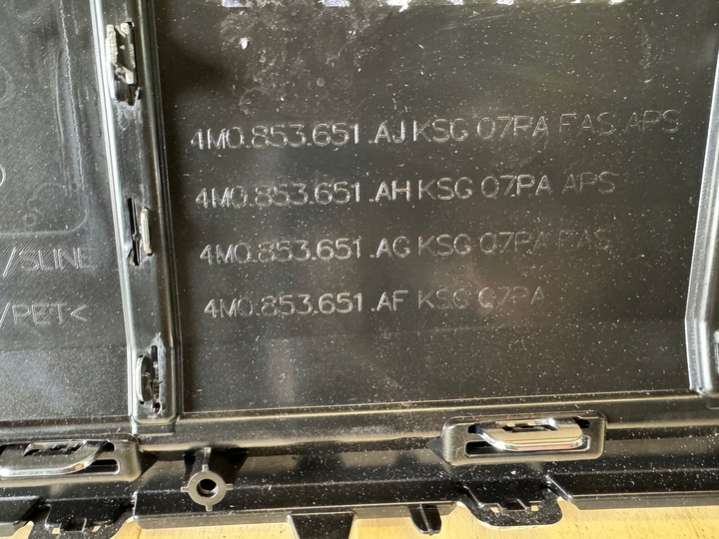 4M0.853.651.AJ KSG 07PA FAS APS
4M0.853.651.AH KSG 07PA APS
4M0.853.651.AG KSG 07PA FAS
/SLINE
4M0.853.651.AF KSG 07PA
/PET<